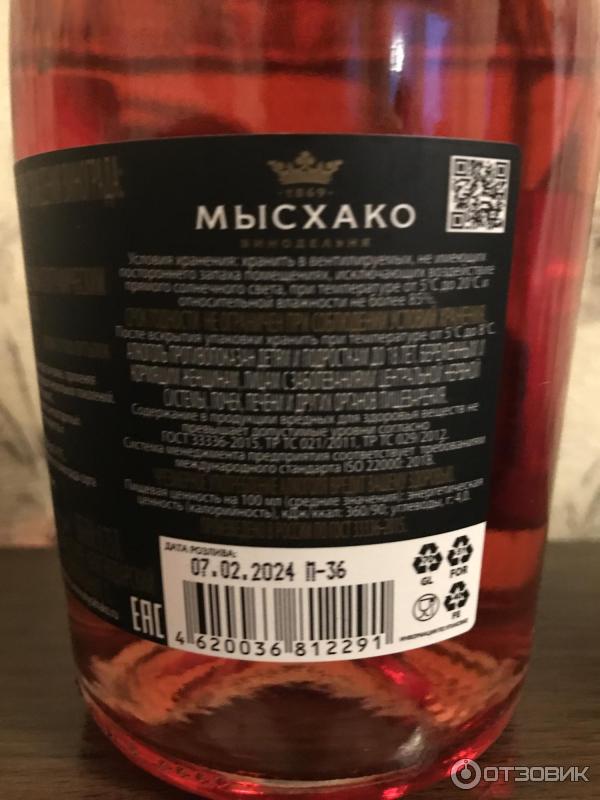 1869
МЫСХАКО
ВИНОДЕЛЬНЯ
Условия хранения: хранить в вентилируемых, не имеющих
постороннего запаха помещениях, исключающих воздействие
прямого солнечного света, при температуре от 5°С до 20°С и
относительной влажности не более 85%.
СРОК ГОДНОСТИ НЕ ОГРАНИЧЕН ПРИ СОБЛЮДЕНИИ УСЛОВИЙ ХРАНЕНИЯ.
После вскрытия упаковки хранить при температуре от 5°С до 8°С.
АЛКОГОЛЬ ПРОТИВОПОКАЗАН ДЕТЯМ И ПОДРОСТКАМ ДО 18 ЛЕТ, БЕРЕМЕННЫМ И
КОРМЯЩИМ ЖЕНЩИНАМ, ЛИЦАМ С ЗАБОЛЕВАНИЯМИ ЦЕНТРАЛЬНОЙ НЕРВНОЙ
СИСТЕМЫ, ПОЧЕК, ПЕЧЕНИ И ДРУГИХ ОРГАНОВ ПИЩЕВАРЕНИЯ.
Содержание в продукции вредных для здоровья веществ не
превышает допустимые уровни согласно
ГОСТ 33336-2015, ТР ТС 021/2011, ТР ТС 029/2012.
Система менеджмента предприятия соответствует требованиям
международного стандарта ISO 22000:2018.
ЧРЕЗМЕРНОЕ УПОТРЕБЛЕНИЕ АЛКОГОЛЯ ВРЕДИТ ВАШЕМУ ЗДОРОВЬЮ.
Пищевая ценность на 100 мл (средние значения): энергетическая
ценность (калорийность), кДж/ккал: 360/90, углеводы, г: 4,0.
ПРОИЗВЕДЕНО В РОССИИ ПО ГОСТ 33336-2015.
ДАТА РОЗЛИВА:
07.02.2024 П-36
4 620036 812291
EAC
GL
FOR
PE
ОТЗОВИК